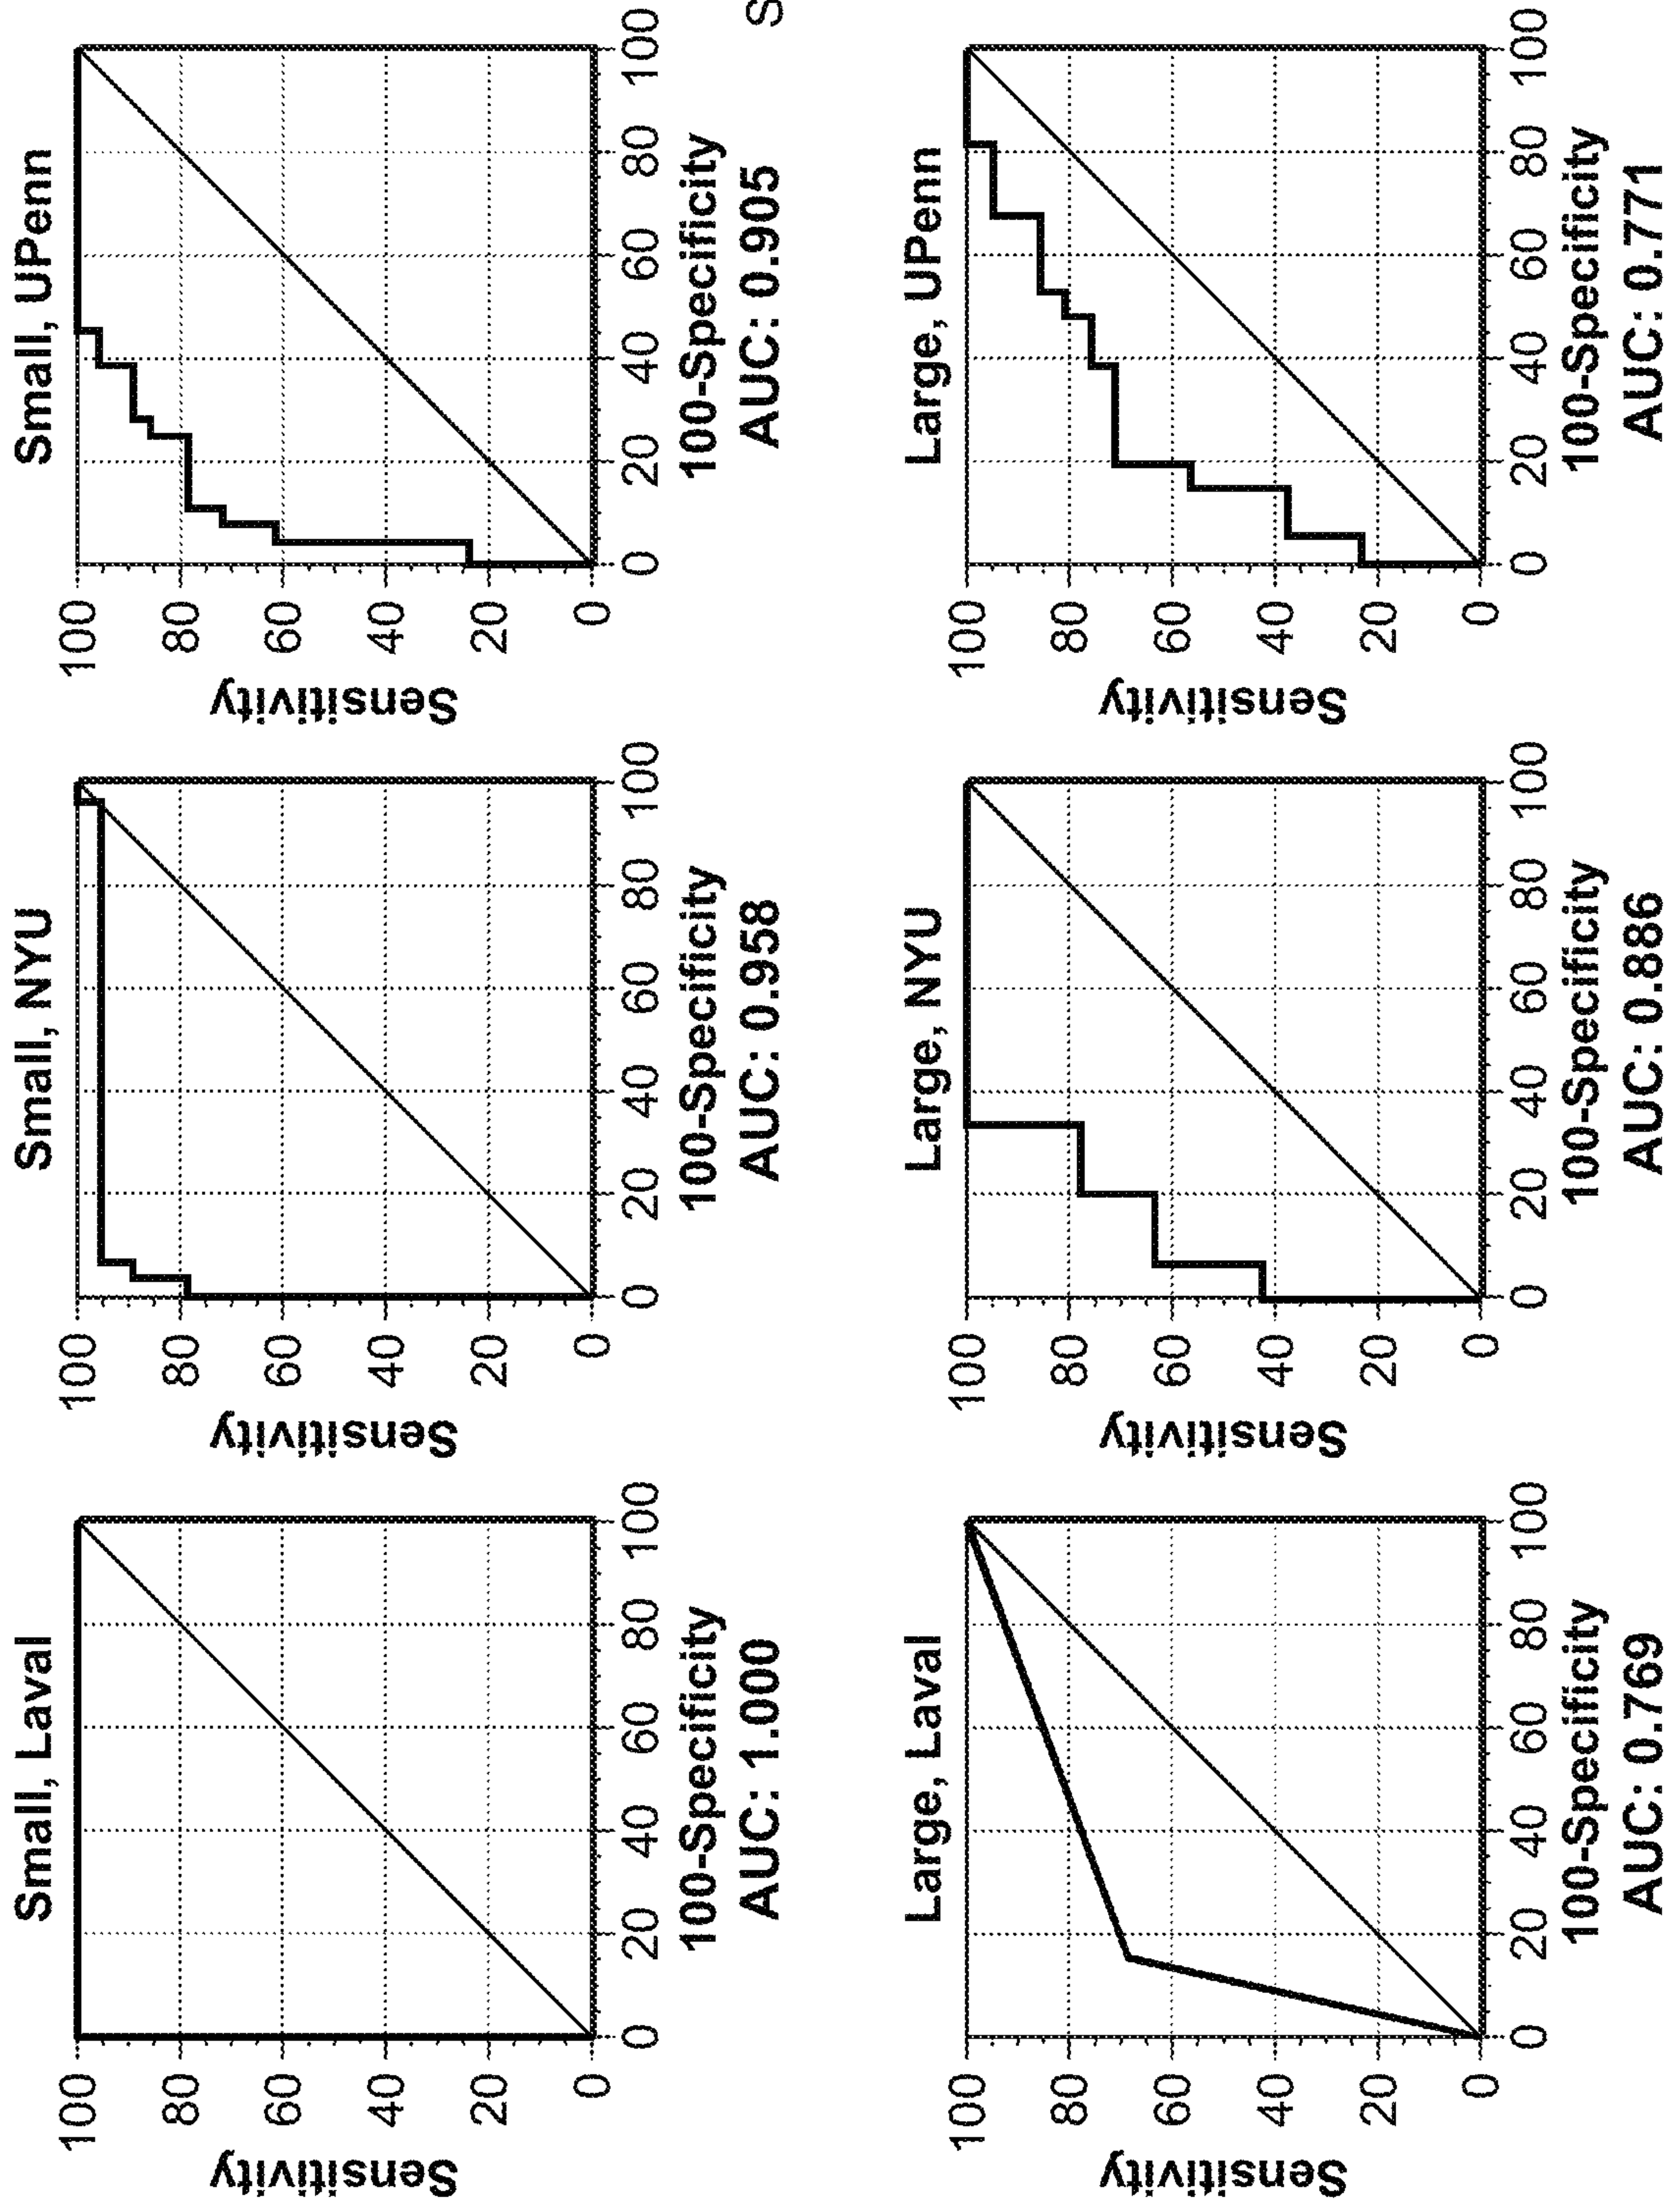 Small, Laval
Sensitivity
100
80
60
40
20
0
0 20 40 60 80 100
100-Specificity
AUC: 1.000
Small, NYU
Sensitivity
100
80
60
40
20
0
0 20 40 60 80 100
100-Specificity
AUC: 0.958
Small, UPenn
Sensitivity
100
80
60
40
20
0
0 20 40 60 80 100
100-Specificity
AUC: 0.905
S
Large, Laval
Sensitivity
100
80
60
40
20
0
0 20 40 60 80 100
100-Specificity
AUC: 0.769
Large, NYU
Sensitivity
100
80
60
40
20
0
0 20 40 60 80 100
100-Specificity
AUC: 0.886
Large, UPenn
Sensitivity
100
80
60
40
20
0
0 20 40 60 80 100
100-Specificity
AUC: 0.771